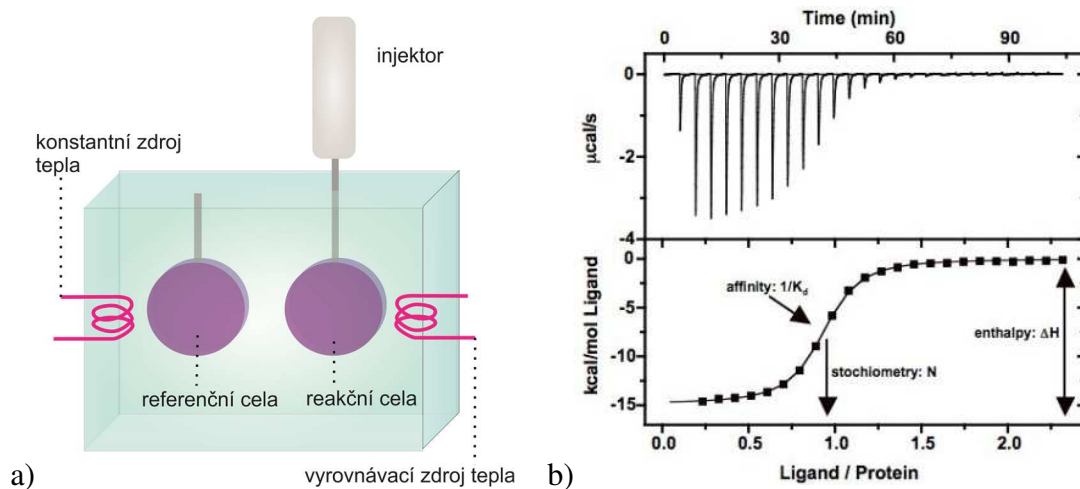 injektor
konstantní zdroj
tepla
referenční cela
reakční cela
vyrovnávací zdroj tepla
a)
Time (min)
0 30 60 90
0
-2
-4
µcal/s
0
-5
-10
-15
kcal/mol Ligand
affinity: 1/Kd
stochiometry: N
enthalpy: ΔH
0.0 0.5 1.0 1.5 2.0
Ligand / Protein
b)